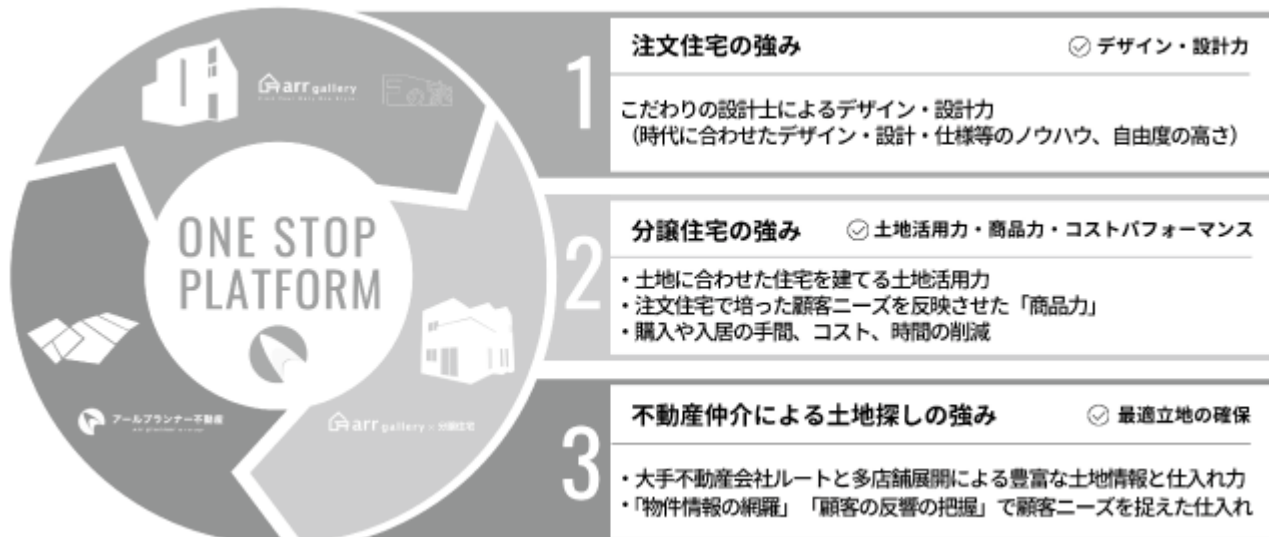 arr gallery
ONE STOP
PLATFORM
アールプランナー不動産
arr gallery × 分譲住宅
1
注文住宅の強み
デザイン・設計力
こだわりの設計士によるデザイン・設計力
（時代に合わせたデザイン・設計・仕様等のノウハウ、自由度の高さ）
2
分譲住宅の強み
土地活用力・商品力・コストパフォーマンス
・土地に合わせた住宅を建てる土地活用力
・注文住宅で培った顧客ニーズを反映させた「商品力」
・購入や入居の手間、コスト、時間の削減
3
不動産仲介による土地探しの強み
最適立地の確保
・大手不動産会社ルートと多店舗展開による豊富な土地情報と仕入れ力
・「物件情報の網羅」「顧客の反響の把握」で顧客ニーズを捉えた仕入れ